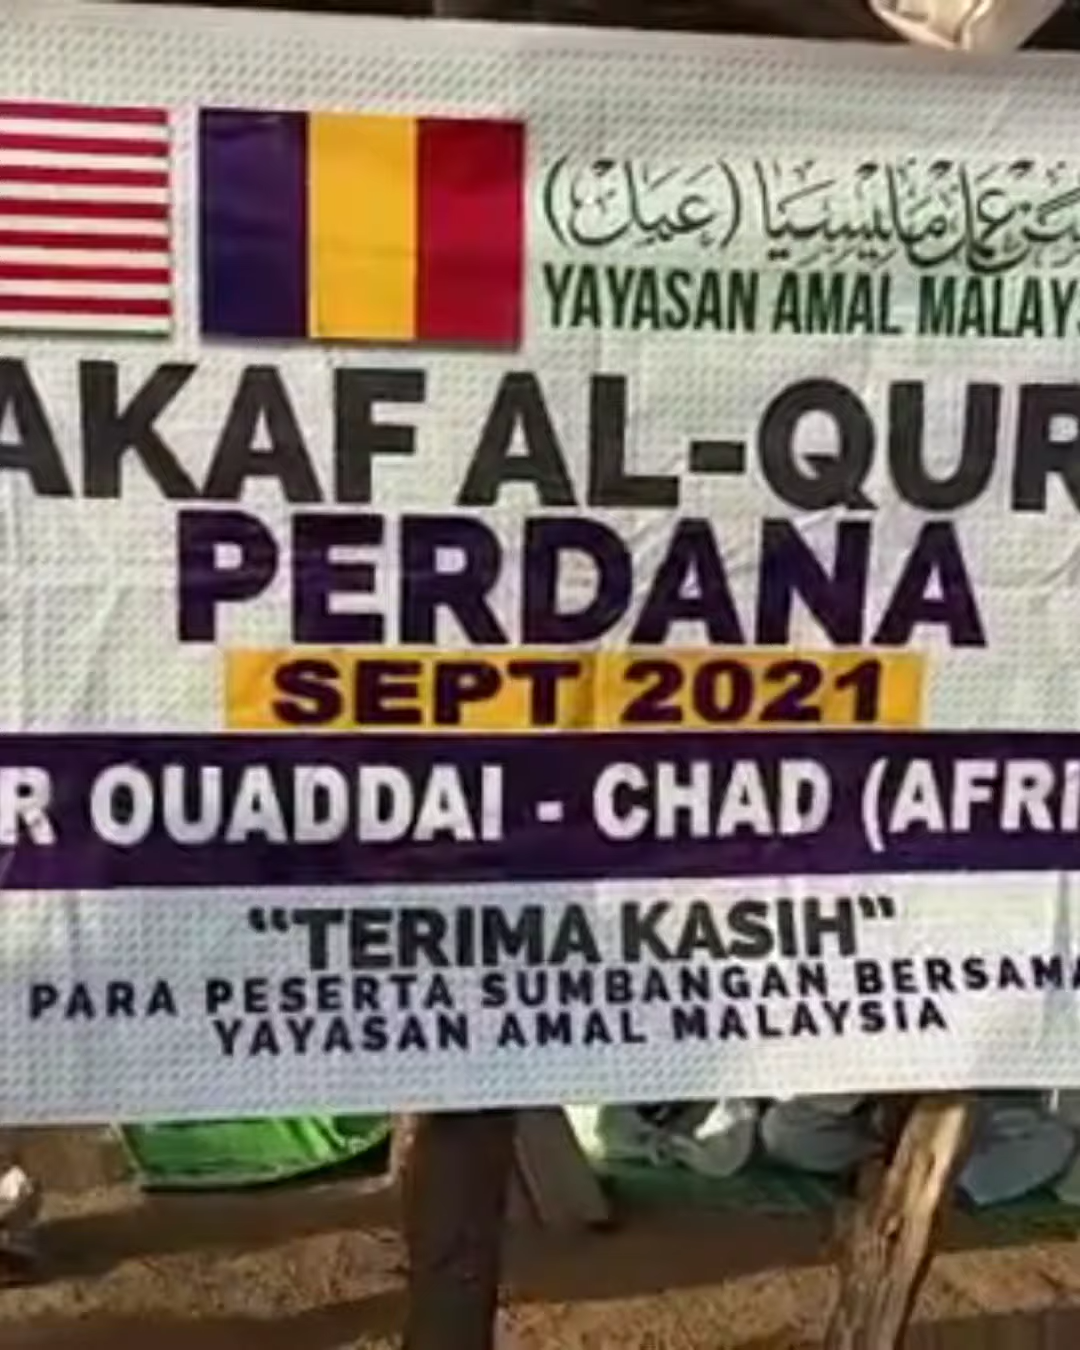 (عمل) مليسيا عمل
YAYASAN AMAL MALAY
AKAF AL-QUR
PERDANA
SEPT 2021
R OUADDAI - CHAD (AFRI
“TERIMA KASIH”
PARA PESERTA SUMBANGAN BERSAMA
YAYASAN AMAL MALAYSIA